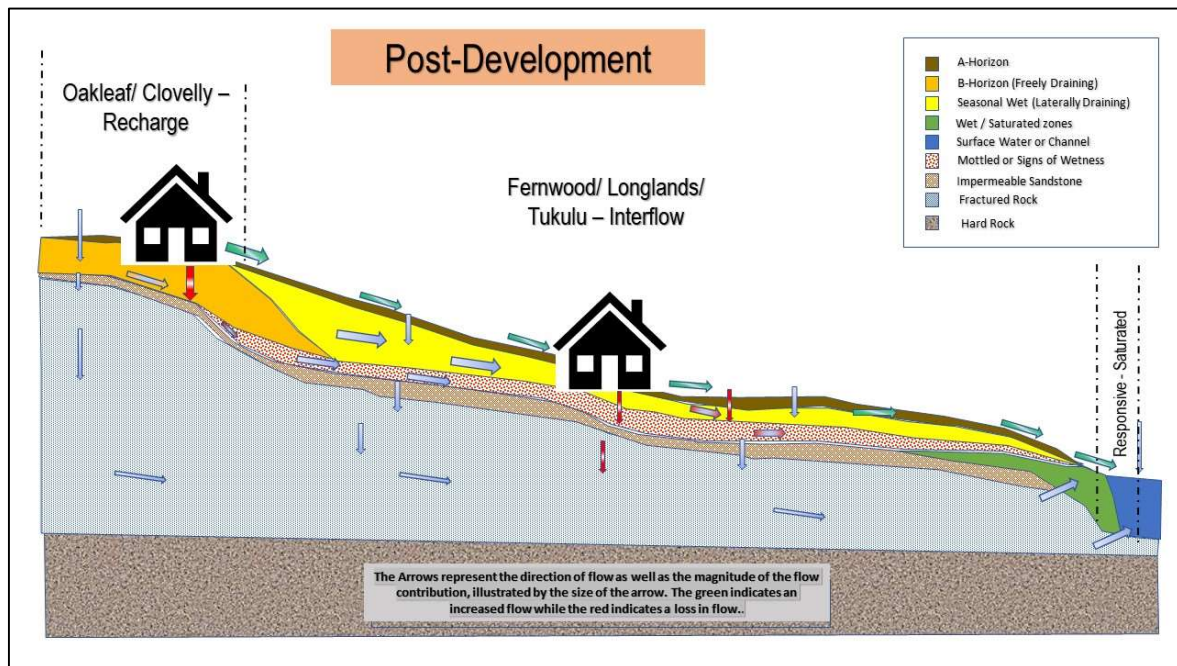 Post-Development
Oakleaf/ Clovelly –
Recharge
Fernwood/ Longlands/
Tukulu – Interflow
A-Horizon
B-Horizon (Freely Draining)
Seasonal Wet (Laterally Draining)
Wet / Saturated zones
Surface Water or Channel
Mottled or Signs of Wetness
Impermeable Sandstone
Fractured Rock
Hard Rock
Responsive - Saturated
The Arrows represent the direction of flow as well as the magnitude of the flow
contribution, illustrated by the size of the arrow. The green indicates an
increased flow while the red indicates a loss in flow..